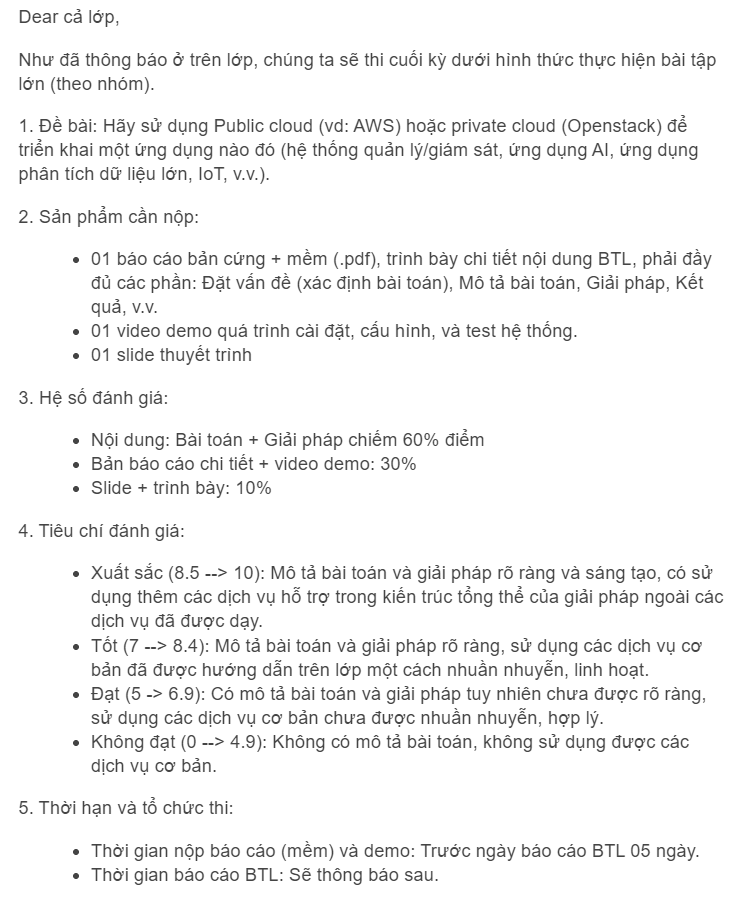 Dear cả lớp,
Như đã thông báo ở trên lớp, chúng ta sẽ thi cuối kỳ dưới hình thức thực hiện bài tập
lớn (theo nhóm).
1. Đề bài: Hãy sử dụng Public cloud (vd: AWS) hoặc private cloud (Openstack) để
triển khai một ứng dụng nào đó (hệ thống quản lý/giám sát, ứng dụng AI, ứng dụng
phân tích dữ liệu lớn, IoT, v.v.).
2. Sản phẩm cần nộp:
• 01 báo cáo bản cứng + mềm (.pdf), trình bày chi tiết nội dung BTL, phải đầy
đủ các phần: Đặt vấn đề (xác định bài toán), Mô tả bài toán, Giải pháp, Kết
quả, v.v.
• 01 video demo quá trình cài đặt, cấu hình, và test hệ thống.
• 01 slide thuyết trình
3. Hệ số đánh giá:
• Nội dung: Bài toán + Giải pháp chiếm 60% điểm
• Bản báo cáo chi tiết + video demo: 30%
• Slide + trình bày: 10%
4. Tiêu chí đánh giá:
• Xuất sắc (8.5 --> 10): Mô tả bài toán và giải pháp rõ ràng và sáng tạo, có sử
dụng thêm các dịch vụ hỗ trợ trong kiến trúc tổng thể của giải pháp ngoài các
dịch vụ đã được dạy.
• Tốt (7 --> 8.4): Mô tả bài toán và giải pháp rõ ràng, sử dụng các dịch vụ cơ
bản đã được hướng dẫn trên lớp một cách nhuần nhuyễn, linh hoạt.
• Đạt (5 -> 6.9): Có mô tả bài toán và giải pháp tuy nhiên chưa được rõ ràng,
sử dụng các dịch vụ cơ bản chưa được nhuần nhuyễn, hợp lý.
• Không đạt (0 --> 4.9): Không có mô tả bài toán, không sử dụng được các
dịch vụ cơ bản.
5. Thời hạn và tổ chức thi:
• Thời gian nộp báo cáo (mềm) và demo: Trước ngày báo cáo BTL 05 ngày.
• Thời gian báo cáo BTL: Sẽ thông báo sau.